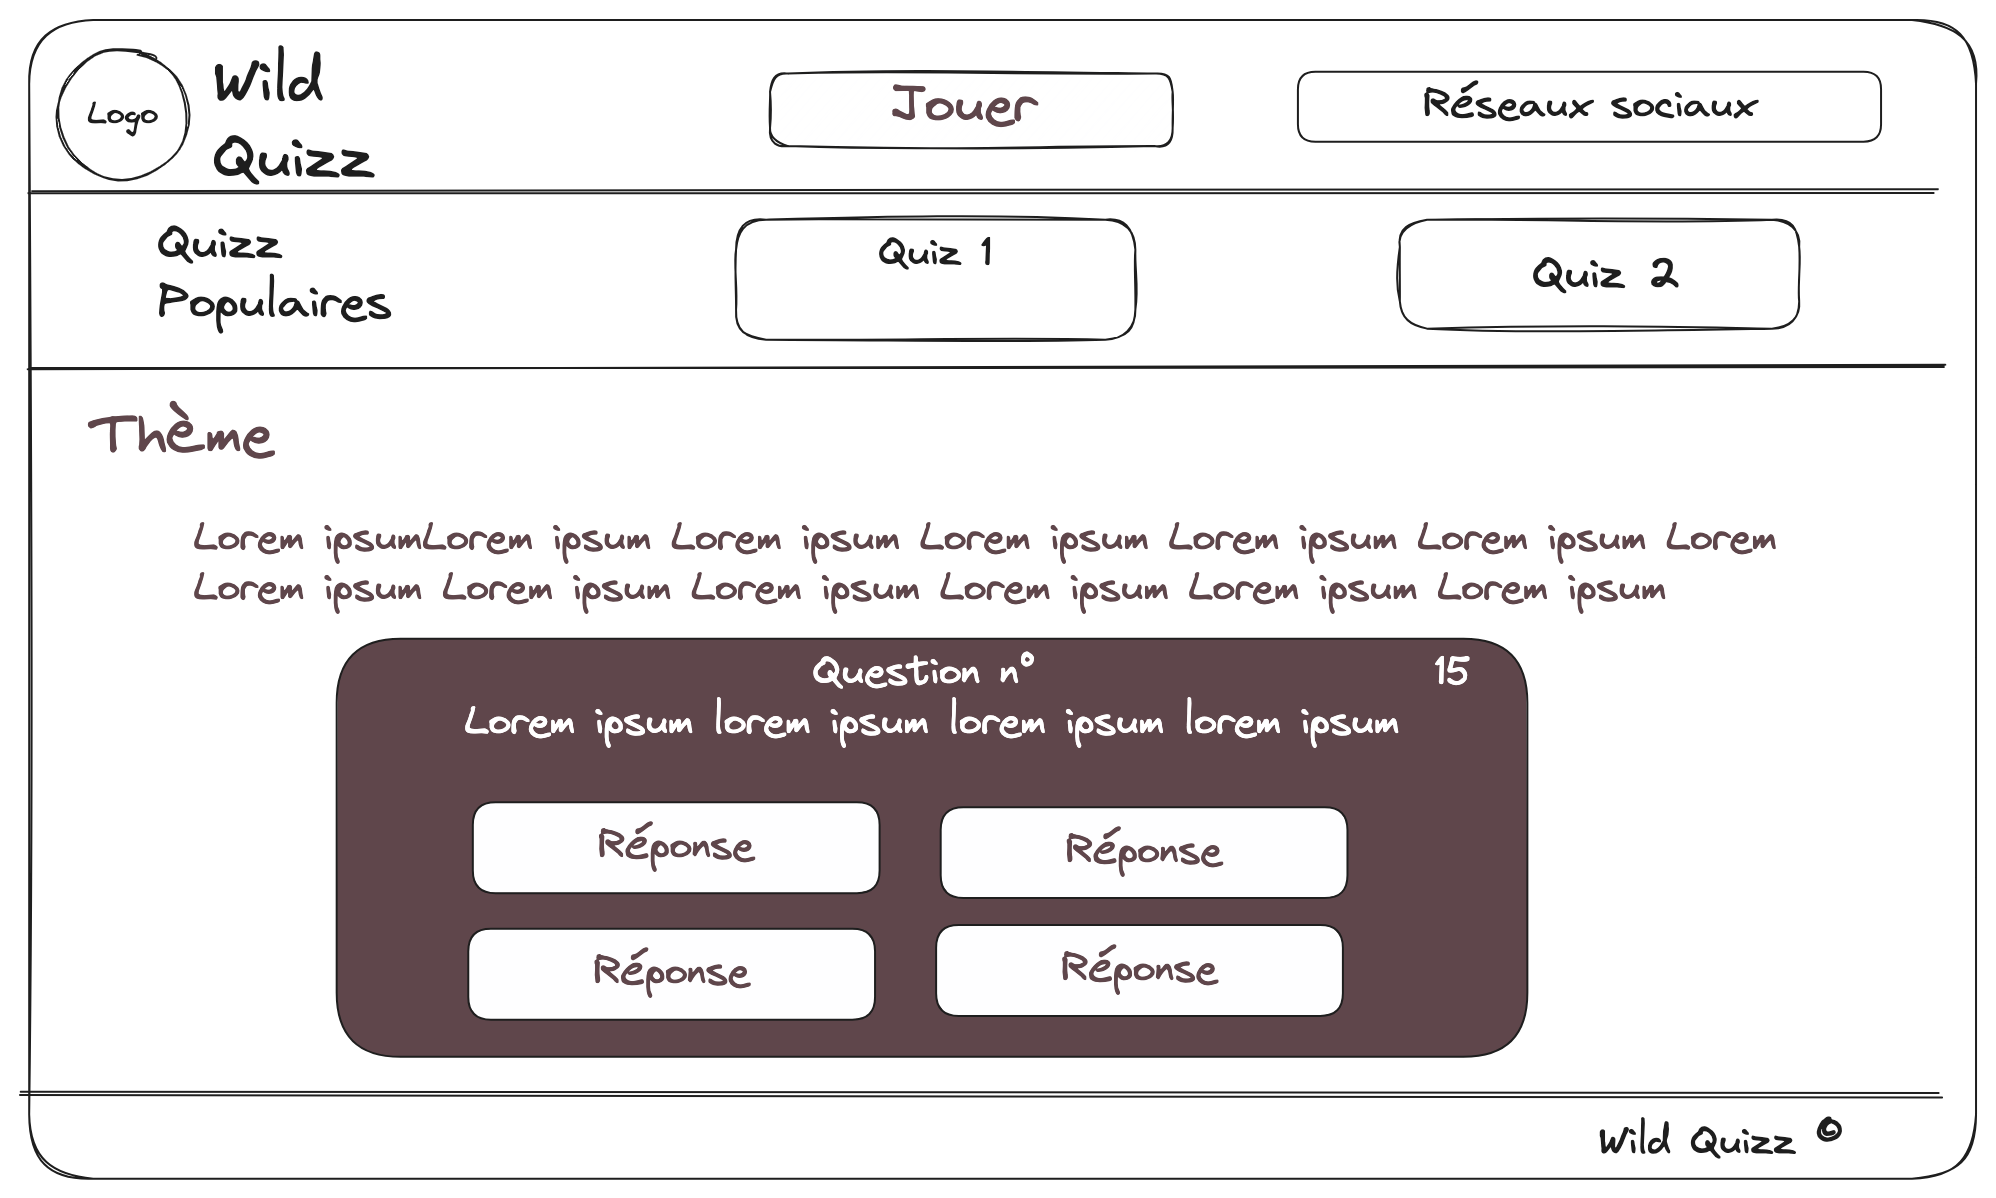 Logo
Wild
Quizz
Jouer
Réseaux sociaux
Quizz
Populaires
Quiz 1
Quiz 2
Thème
Lorem ipsumLorem ipsum Lorem ipsum Lorem ipsum Lorem ipsum Lorem ipsum Lorem
Lorem ipsum Lorem ipsum Lorem ipsum Lorem ipsum Lorem ipsum Lorem ipsum
Question n°
15
Lorem ipsum lorem ipsum lorem ipsum lorem ipsum
Réponse
Réponse
Réponse
Réponse
Wild Quizz ©